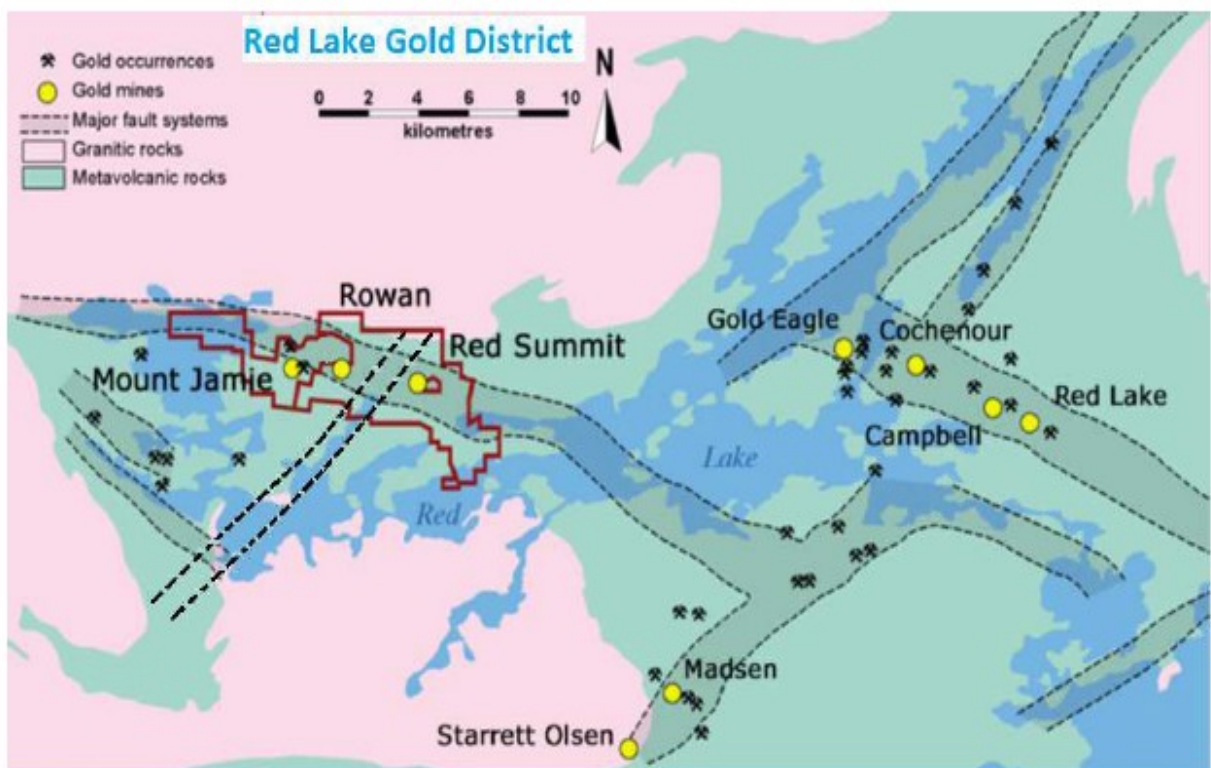 Red Lake Gold District
Gold occurrences
Gold mines
Major fault systems
Granitic rocks
Metavolcanic rocks
0 2 4 6 8 10
kilometres
N
Rowan
Red Summit
Mount Jamie
Gold Eagle
Cochenour
Red Lake
Campbell
Lake
Red
Madsen
Starrett Olsen